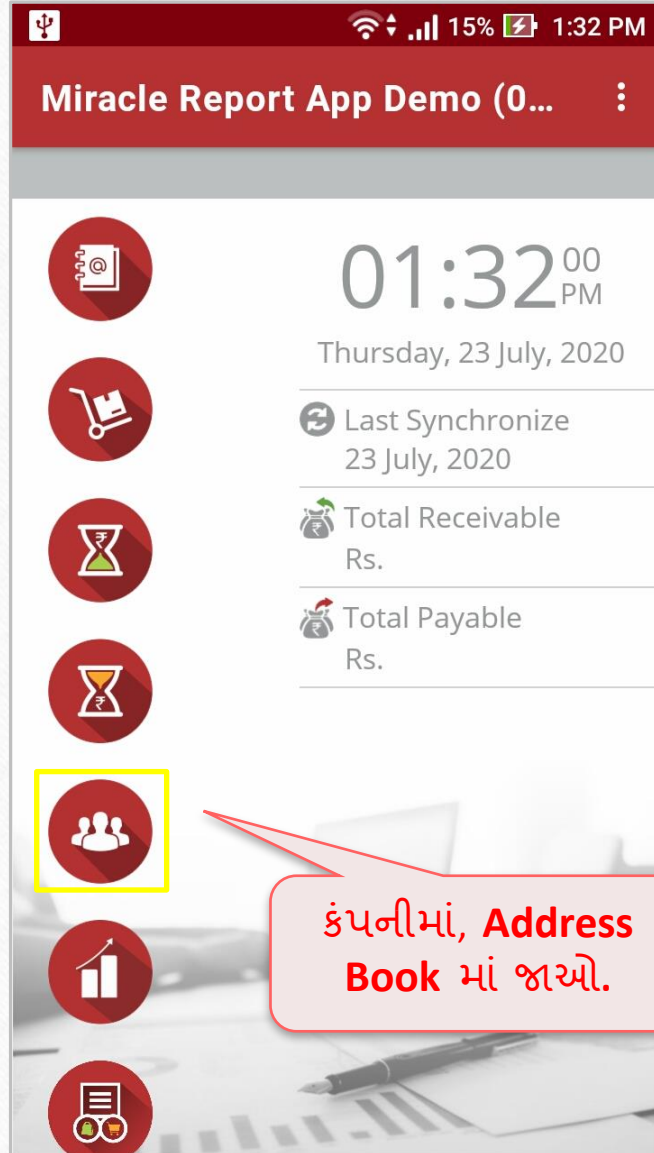 15% 1:32 PM
Miracle Report App Demo (0...
01:32 00 PM
Thursday, 23 July, 2020
Last Synchronize
23 July, 2020
Total Receivable
Rs.
Total Payable
Rs.
કંપનીમાં, Address
Book માં જાઓ.